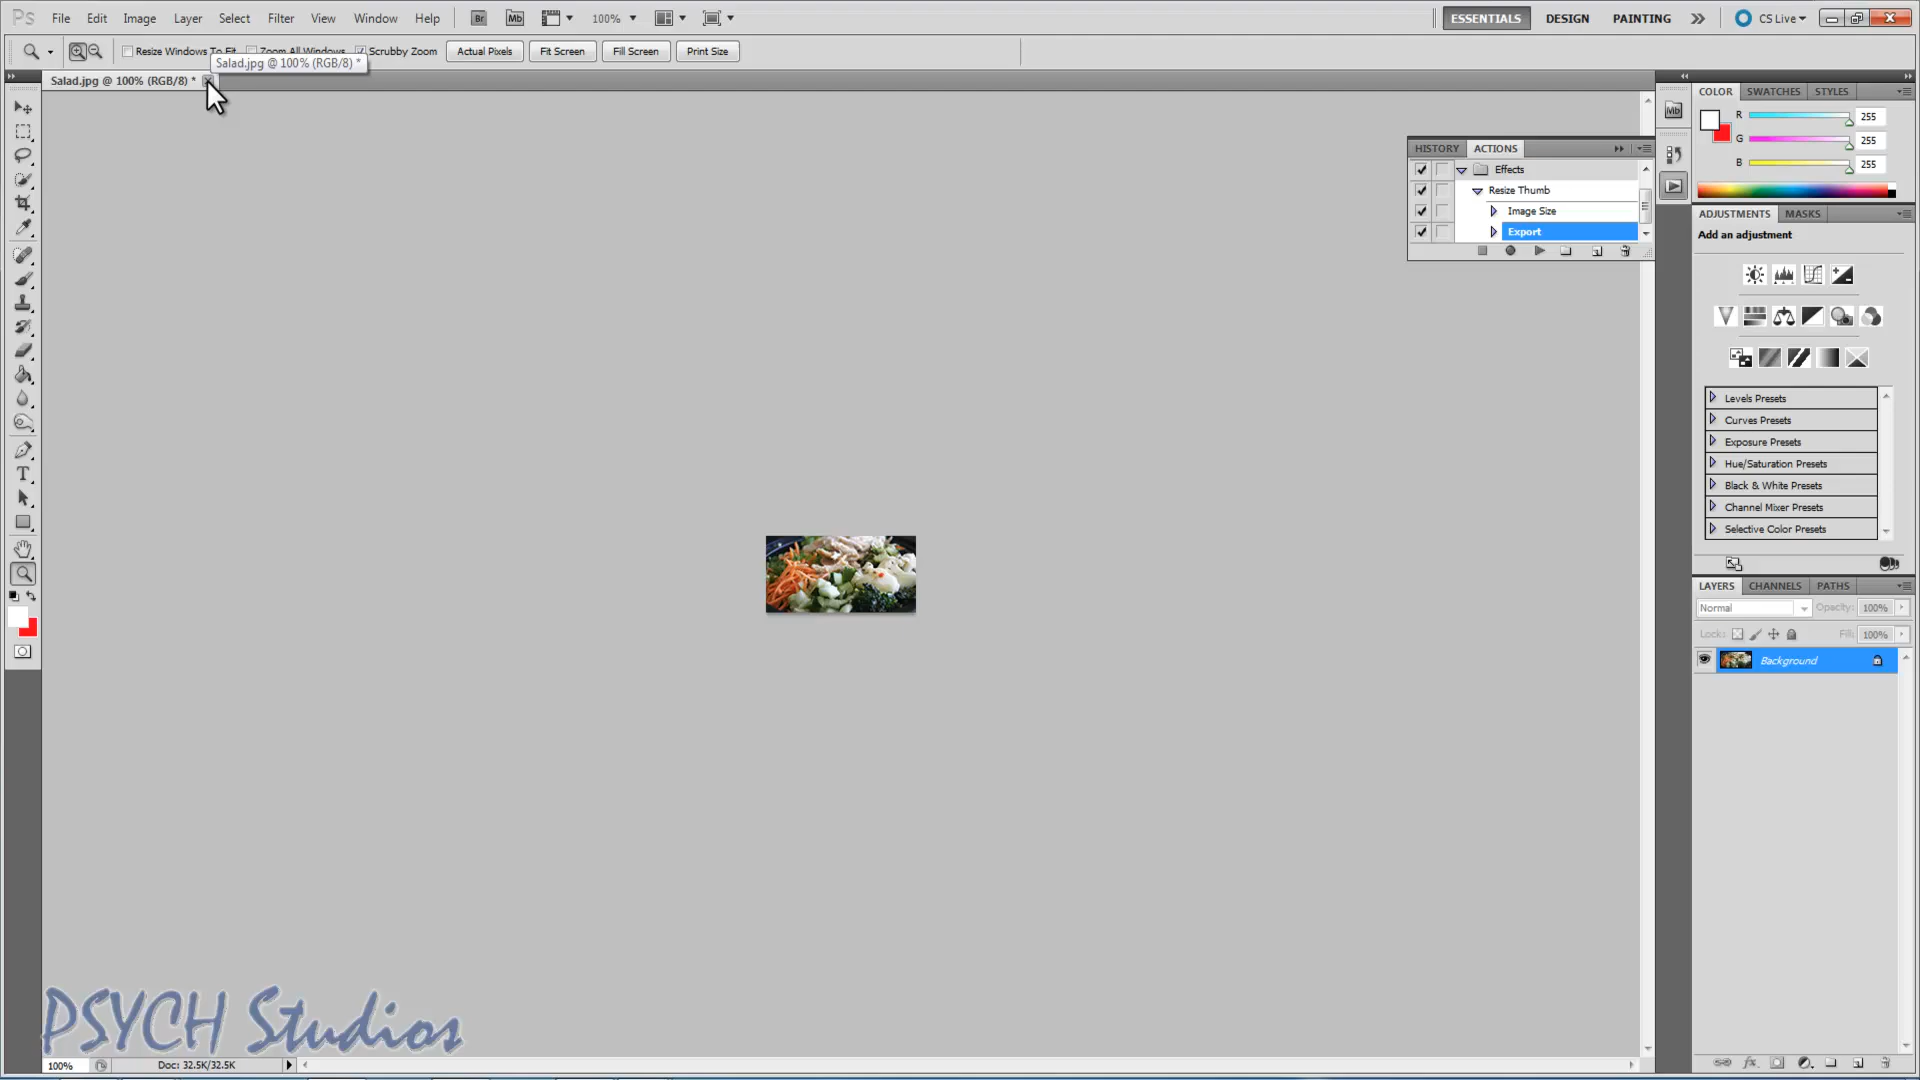 Ps File Edit Image Layer Select Filter View Window Help Br Mb 100% ESSENTIALS DESIGN PAINTING CS Live
Resize Windows To Fit Zoom All Windows Scrubby Zoom Actual Pixels Fit Screen Fill Screen Print Size
Salad.jpg @ 100% (RGB/8) *
Salad.jpg @ 100% (RGB/8) *
HISTORY ACTIONS
Effects
Resize Thumb
Image Size
Export
Mb
COLOR SWATCHES STYLES
R 255
G 255
B 255
ADJUSTMENTS MASKS
Add an adjustment
Levels Presets
Curves Presets
Exposure Presets
Hue/Saturation Presets
Black & White Presets
Channel Mixer Presets
Selective Color Presets
LAYERS CHANNELS PATHS
Normal Opacity: 100%
Lock: Fill: 100%
Background
T
PSYCH Studios
100% Doc: 32.5K/32.5K
fx